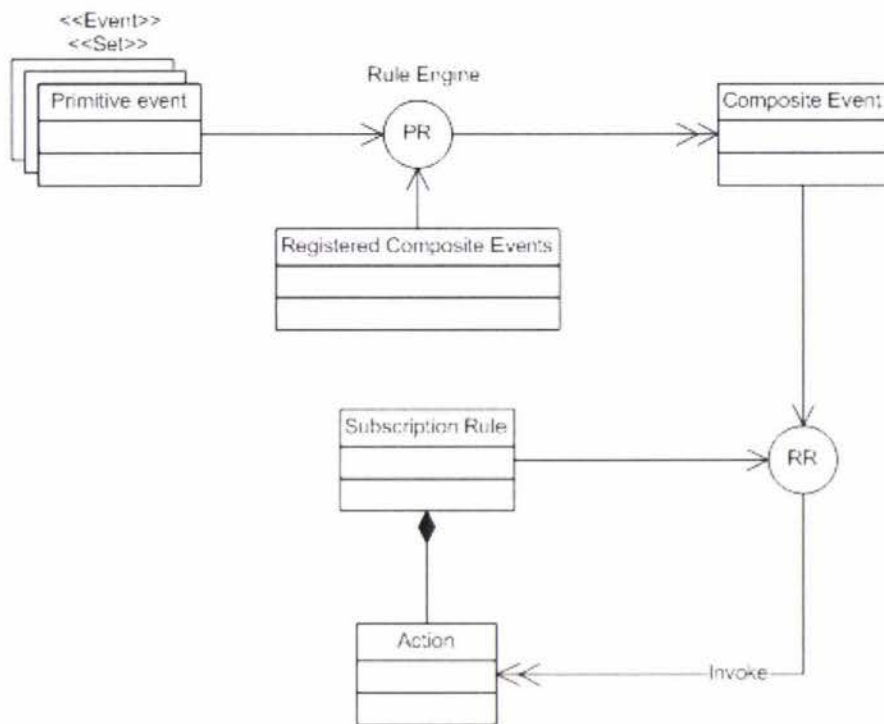 <<Event>>
<<Set>>
Primitive event
Rule Engine
PR
Composite Event
Registered Composite Events
Subscription Rule
RR
Action
Invoke